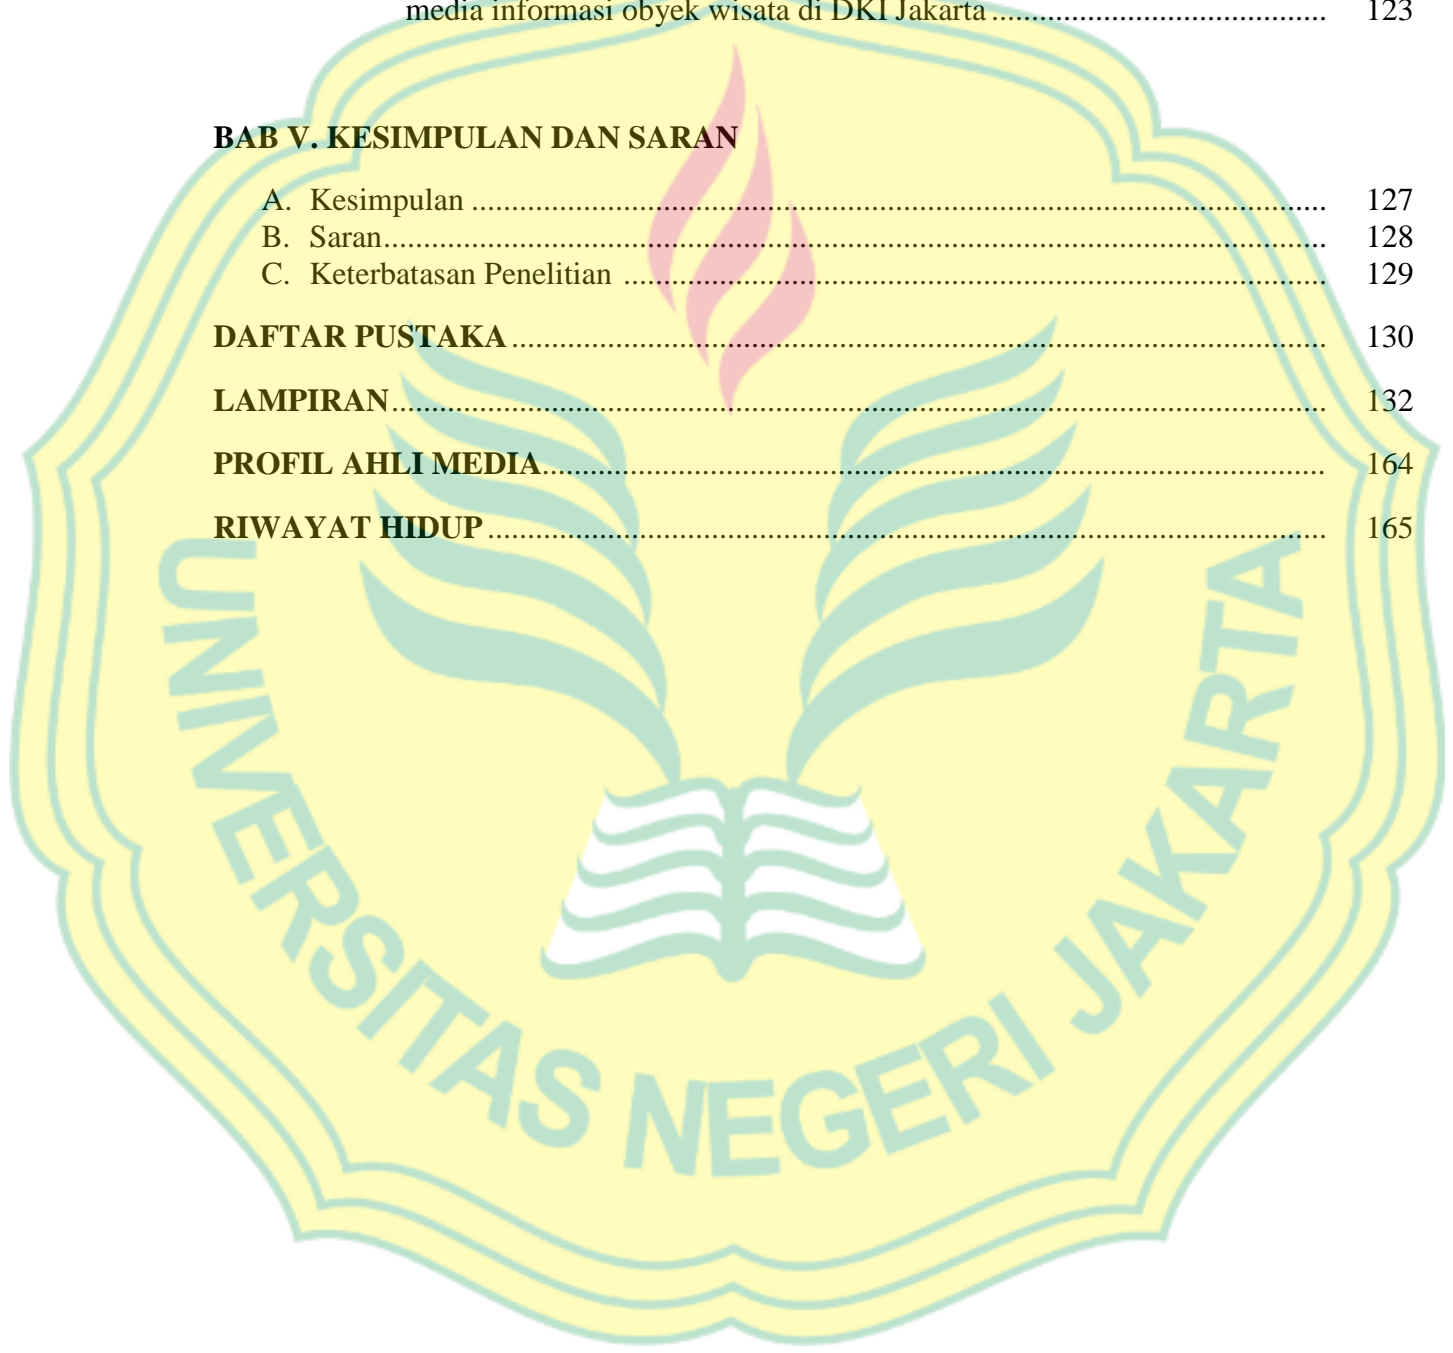 media informasi obyek wisata di DKI Jakarta ........................................ 123
BAB V. KESIMPULAN DAN SARAN
A. Kesimpulan ........................................ 127
B. Saran ........................................ 128
C. Keterbatasan Penelitian ........................................ 129
DAFTAR PUSTAKA ........................................ 130
LAMPIRAN ........................................ 132
PROFIL AHLI MEDIA ........................................ 164
RIWAYAT HIDUP ........................................ 165
UNIVERSITAS NEGERI JAKARTA